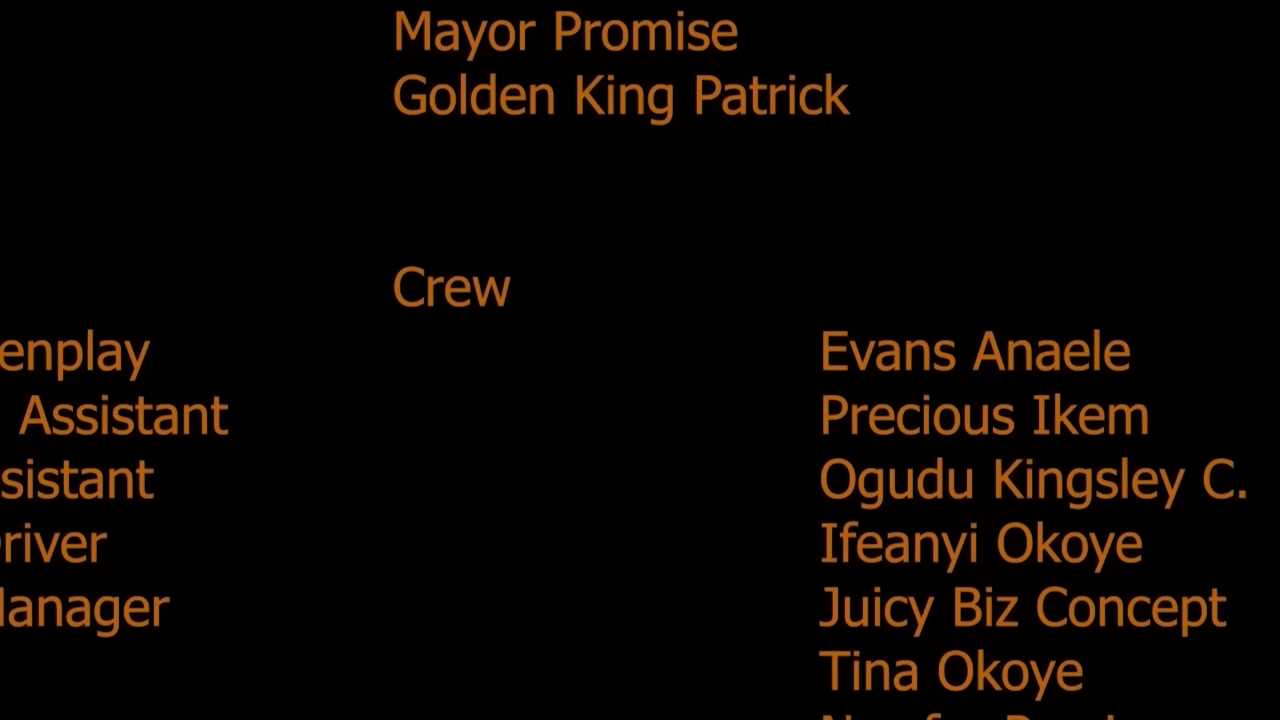 Mayor Promise
Golden King Patrick
Crew
enplay Evans Anaele
Assistant Precious Ikem
sistant Ogudu Kingsley C.
river Ifeanyi Okoye
anager Juicy Biz Concept
Tina Okoye